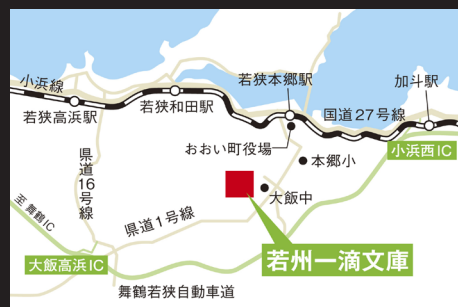 小浜線
若狭高浜駅
若狭和田駅
若狭本郷駅
加斗駅
国道27号線
おおい町役場
小浜西IC
本郷小
県道16号線
大飯中
至 舞鶴IC
県道1号線
大飯高浜IC
若州一滴文庫
舞鶴若狭自動車道